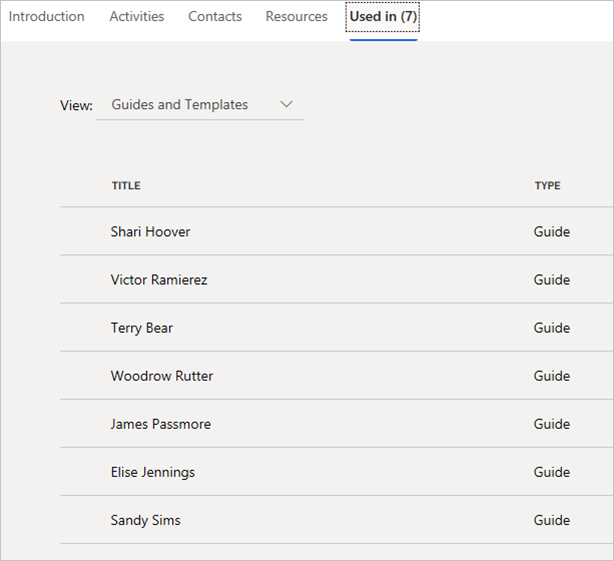 Introduction Activities Contacts Resources Used in (7)
View: Guides and Templates
TITLE TYPE
Shari Hoover Guide
Victor Ramierez Guide
Terry Bear Guide
Woodrow Rutter Guide
James Passmore Guide
Elise Jennings Guide
Sandy Sims Guide